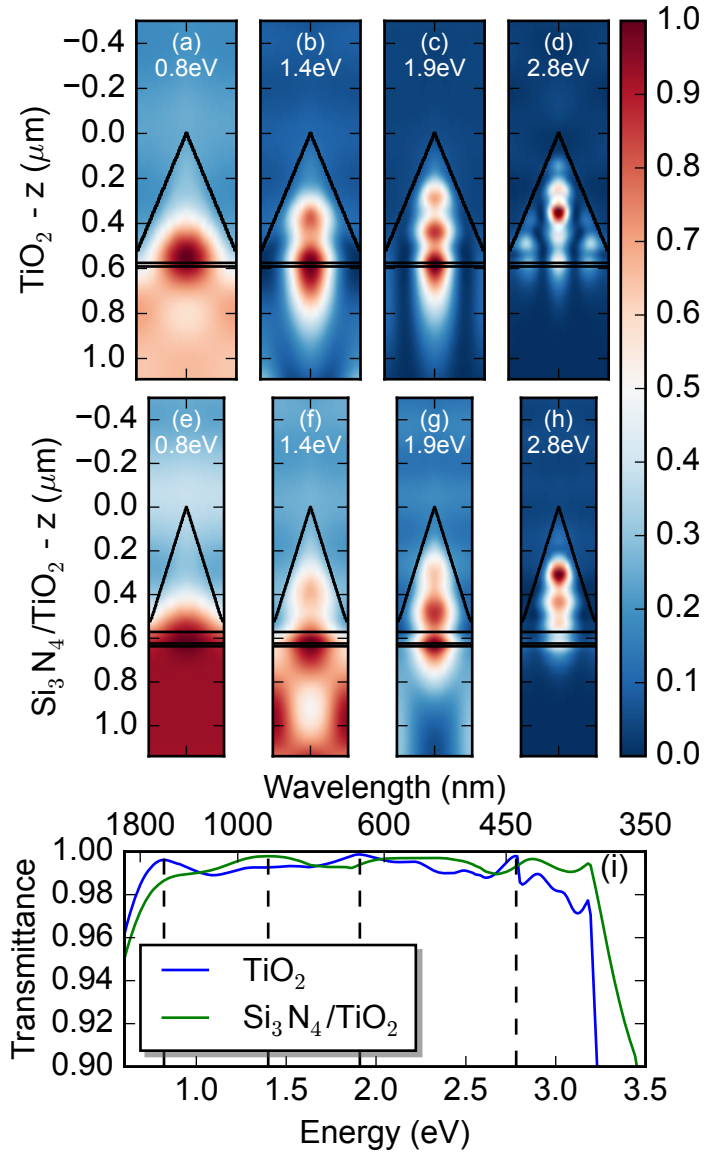 (a) (b) (c) (d)
0.8eV 1.4eV 1.9eV 2.8eV
−0.4
−0.2
0.0
0.2
0.4
0.6
0.8
1.0
TiO₂ - z (μm)
(e) (f) (g) (h)
0.8eV 1.4eV 1.9eV 2.8eV
−0.4
−0.2
0.0
0.2
0.4
0.6
0.8
1.0
Si₃N₄/TiO₂ - z (μm)
1.0
0.9
0.8
0.7
0.6
0.5
0.4
0.3
0.2
0.1
0.0
Wavelength (nm)
1800 1000 600 450 350
(i)
1.00
0.98
0.96
0.94
0.92
0.90
Transmittance
TiO₂
Si₃N₄/TiO₂
1.0 1.5 2.0 2.5 3.0 3.5
Energy (eV)